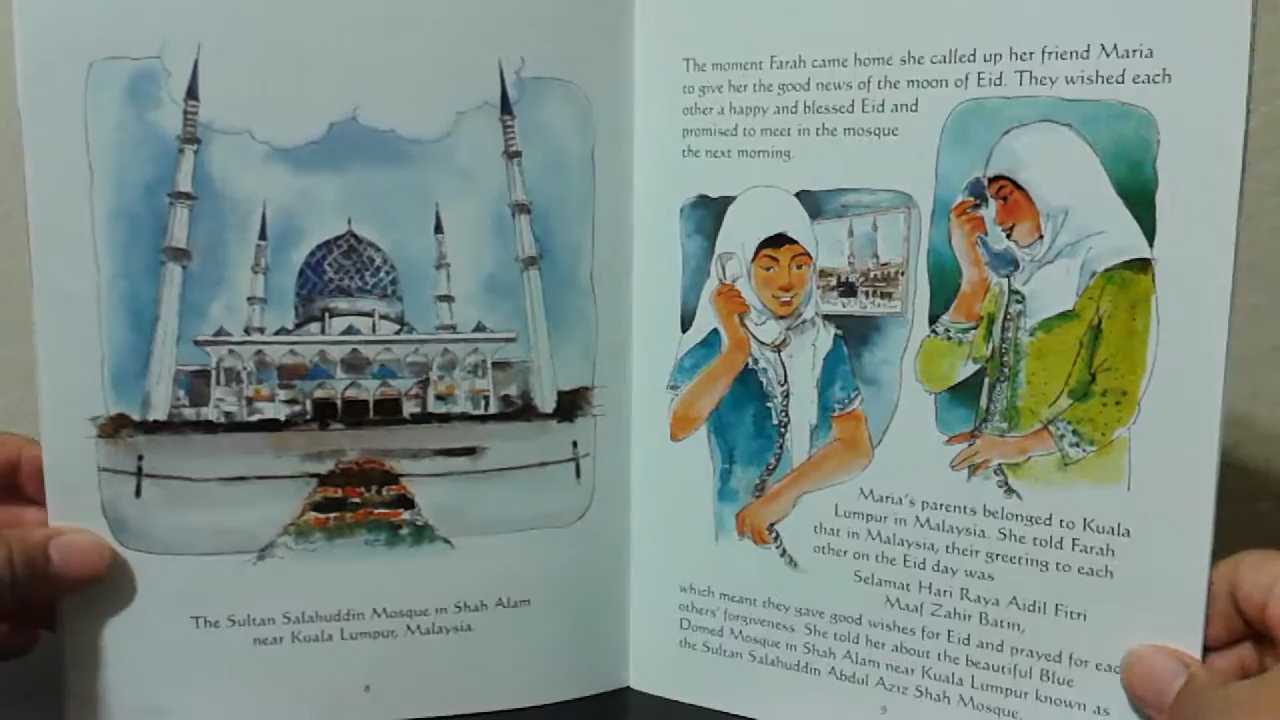 The Sultan Salahuddin Mosque in Shah Alam
near Kuala Lumpur, Malaysia.
8
The moment Farah came home she called up her friend Maria
to give her the good news of the moon of Eid. They wished each
other a happy and blessed Eid and
promised to meet in the mosque
the next morning.
Maria's parents belonged to Kuala
Lumpur in Malaysia. She told Farah
that in Malaysia, their greeting to each
other on the Eid day was
Selamat Hari Raya Aidil Fitri
Maaf Zahir Batin,
which meant they gave good wishes for Eid and prayed for each
others' forgiveness. She told her about the beautiful Blue
Domed Mosque in Shah Alam near Kuala Lumpur known as
the Sultan Salahuddin Abdul Aziz Shah Mosque.
9